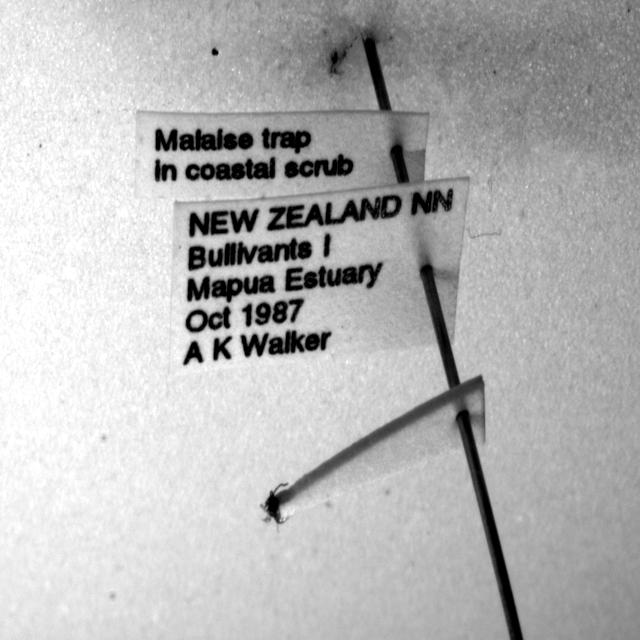 Malaise trap
in coastal scrub
NEW ZEALAND NN
Bullivants I
Mapua Estuary
Oct 1987
A K Walker